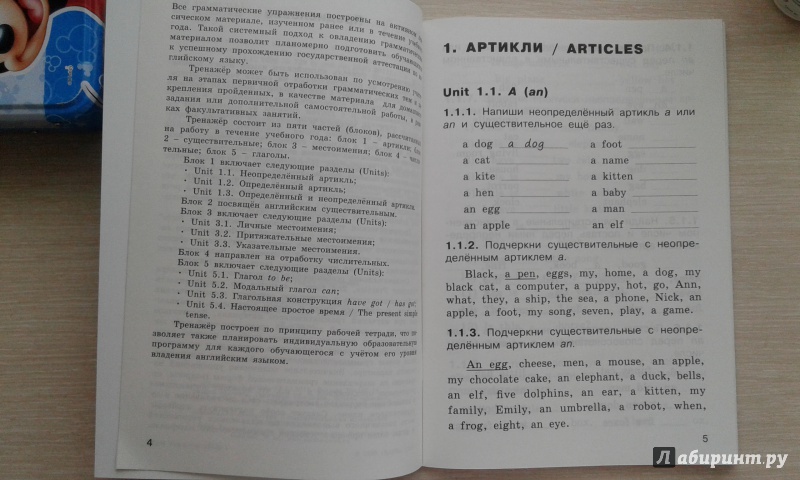 Все грамматические упражнения построены на активном
сическом материале, изученном ранее или в течение учеб
года. Такой системный подход к овладению грамматичес
материалом позволит планомерно подготовить обучающ
к успешному прохождению государственной аттестации по
глийскому языку.
Тренажёр может быть использован по усмотрению учи
ля на этапах первичной отработки грамматических тем и
крепления пройденных, в качестве материала для домаш
задания или дополнительной самостоятельной работы, а
ках факультативных занятий.
Тренажёр состоит из пяти частей (блоков), рассчитан
на работу в течение учебного года: блок 1 – артикли; блок
2 – существительные; блок 3 – местоимения; блок 4 – числи
тельные; блок 5 – глаголы.
Блок 1 включает следующие разделы (Units):
• Unit 1.1. Неопределённый артикль;
• Unit 1.2. Определённый артикль;
• Unit 1.3. Определённый и неопределённый артикли.
Блок 2 посвящён английским существительным.
Блок 3 включает следующие разделы (Units):
• Unit 3.1. Личные местоимения;
• Unit 3.2. Притяжательные местоимения;
• Unit 3.3. Указательные местоимения.
Блок 4 направлен на отработку числительных.
Блок 5 включает следующие разделы (Units):
• Unit 5.1. Глагол to be;
• Unit 5.2. Модальный глагол can;
• Unit 5.3. Глагольная конструкция have got / has got;
• Unit 5.4. Настоящее простое время / The present simple
tense.
Тренажёр построен по принципу рабочей тетради, что по
зволяет также планировать индивидуальную образовательную
программу для каждого обучающегося с учётом его уровня
владения английским языком.
4
1. АРТИКЛИ / ARTICLES
Unit 1.1. A (an)
1.1.1. Напиши неопределённый артикль a или
an и существительное ещё раз.
a dog a dog a foot
a cat a name
a kite a kitten
a hen a baby
an egg a man
an apple an elf
1.1.2. Подчеркни существительные с неопре-
делённым артиклем a.
Black, a pen, eggs, my, home, a dog, my
black cat, a computer, a puppy, hot, go, Ann,
what, they, a ship, the sea, a phone, Nick, an
apple, a foot, my song, seven, play, a game.
1.1.3. Подчеркни существительные с неопре-
делённым артиклем an.
An egg, cheese, men, a mouse, an apple,
my chocolate cake, an elephant, a duck, bells,
an elf, five dolphins, an ear, a kitten, my
family, Emily, an umbrella, a robot, when,
a frog, eight, an eye.
5
Лабиринт.ру